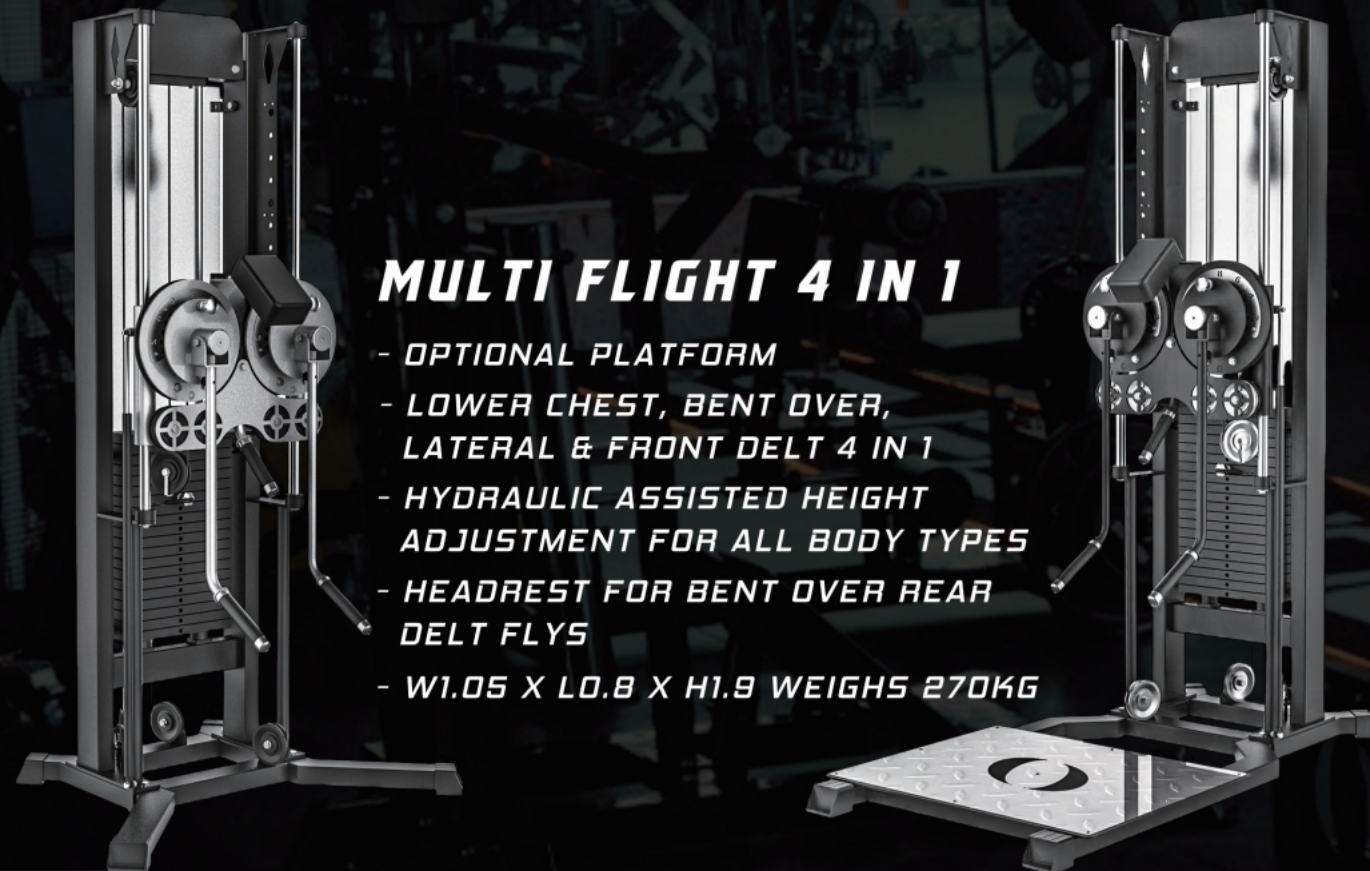 MULTI FLIGHT 4 IN 1
- OPTIONAL PLATFORM
- LOWER CHEST, BENT OVER,
LATERAL & FRONT DELT 4 IN 1
- HYDRAULIC ASSISTED HEIGHT
ADJUSTMENT FOR ALL BODY TYPES
- HEADREST FOR BENT OVER REAR
DELT FLYS
- W1.05 X L0.8 X H1.9 WEIGHS 270KG